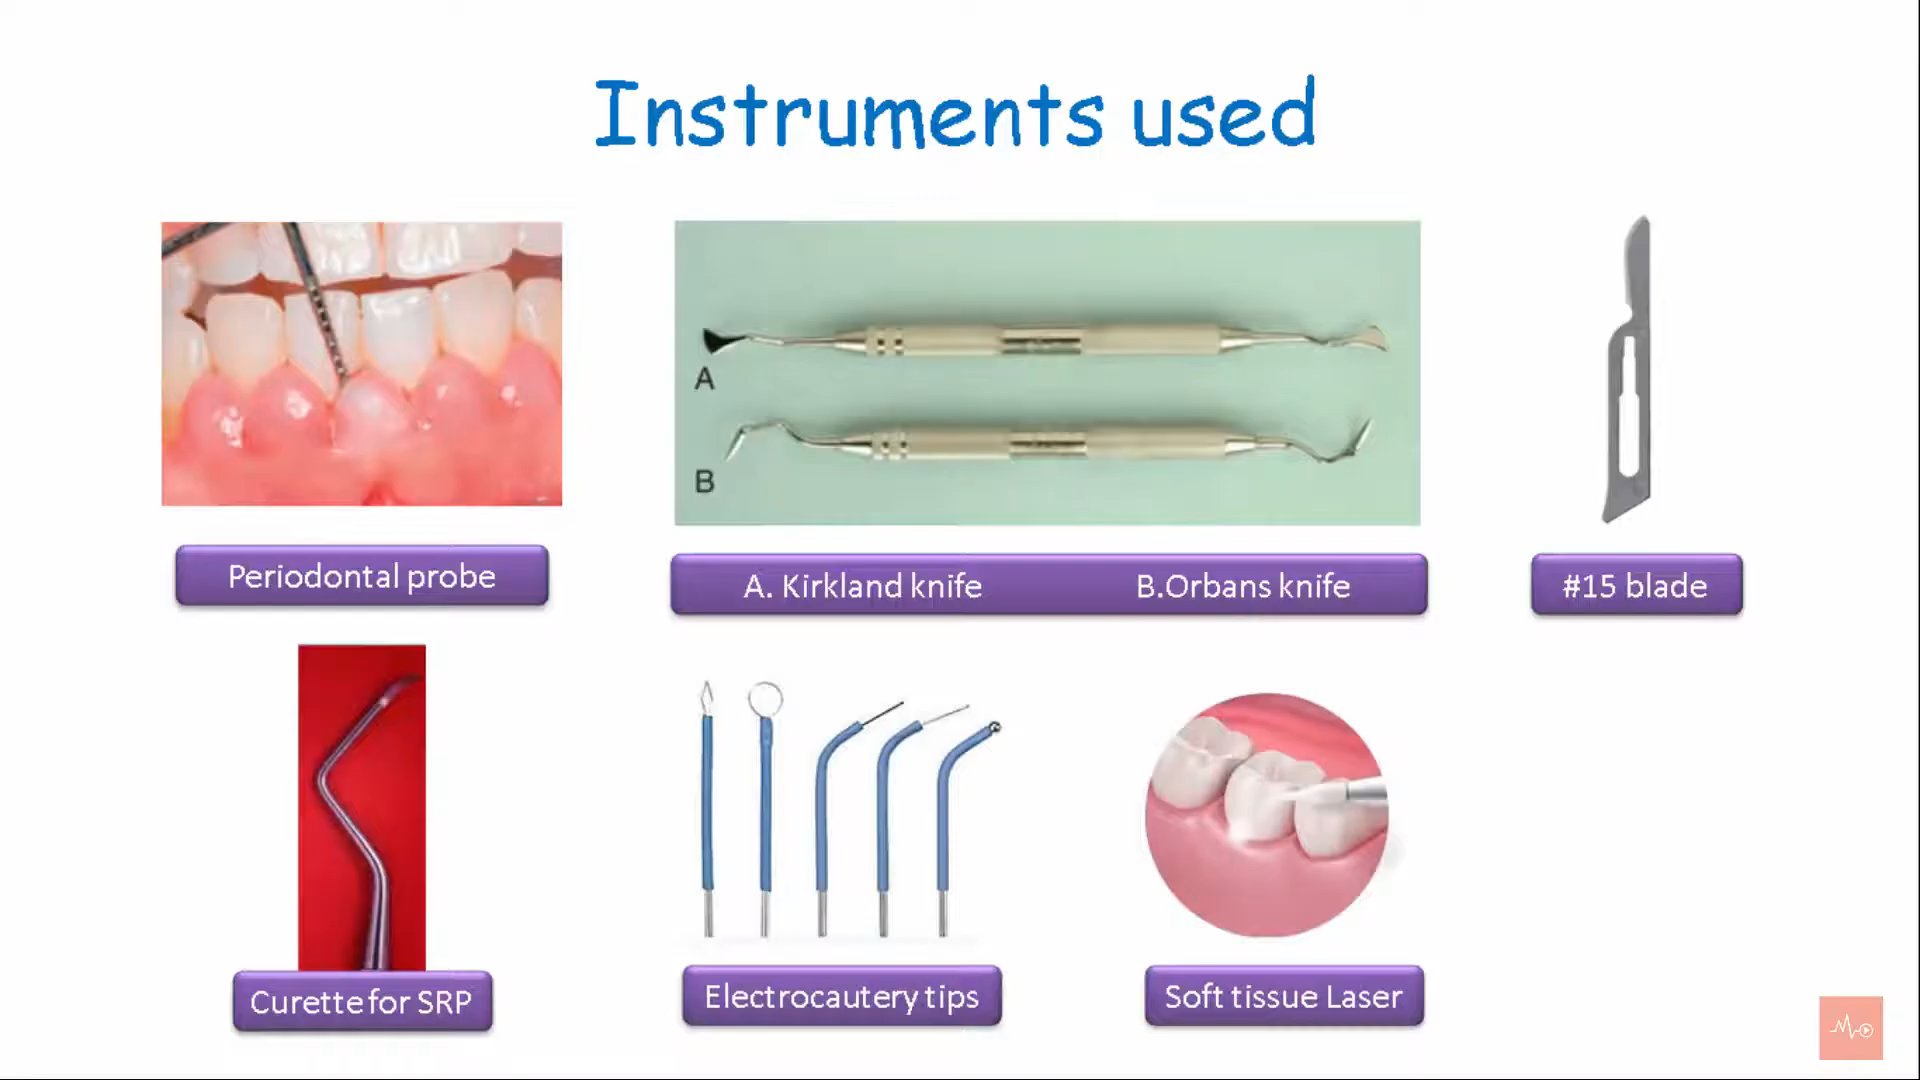 Instruments used
A
B
Periodontal probe
A. Kirkland knife B.Orbans knife
#15 blade
Curette for SRP
Electrocautery tips
Soft tissue Laser